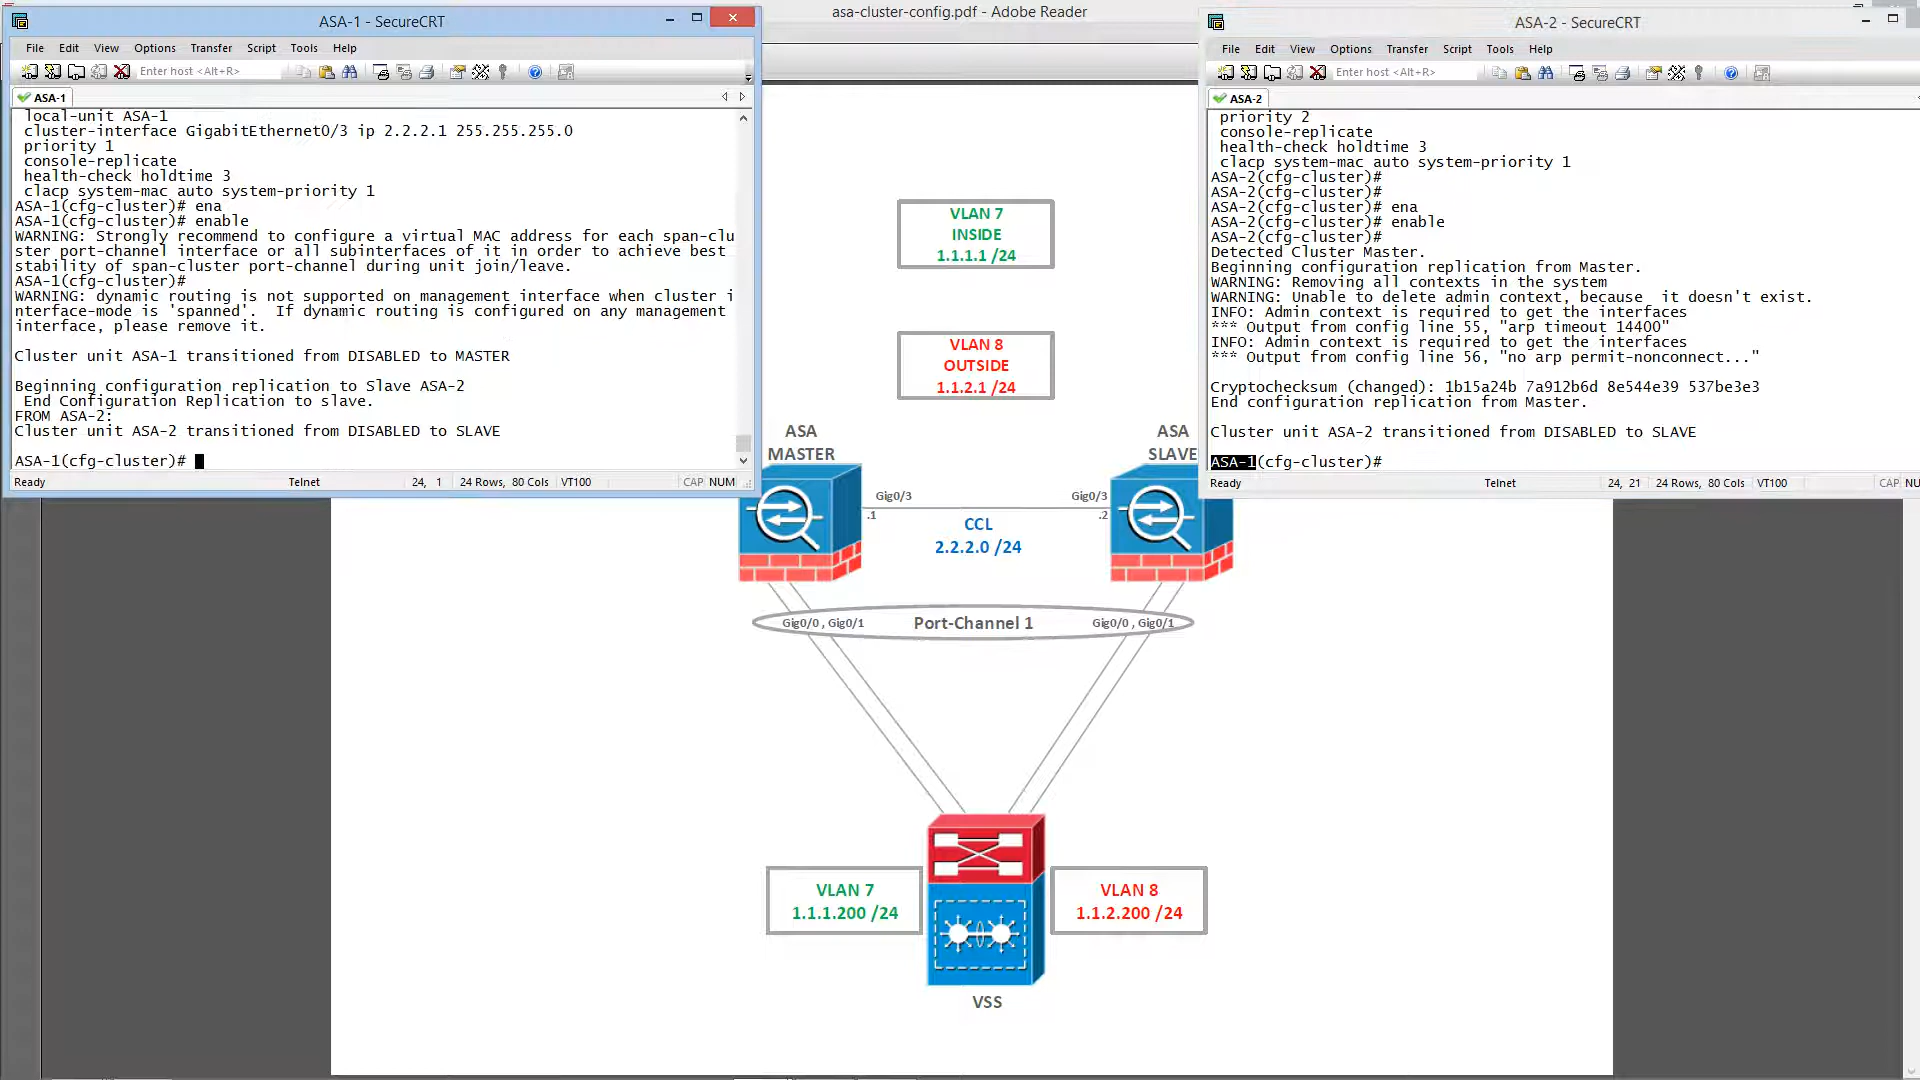 ASA-1 - SecureCRT
File Edit View Options Transfer Script Tools Help
Enter host <Alt+R>
ASA-1
local-unit ASA-1
cluster-interface GigabitEthernet0/3 ip 2.2.2.1 255.255.255.0
priority 1
console-replicate
health-check holdtime 3
clacp system-mac auto system-priority 1
ASA-1(cfg-cluster)# ena
ASA-1(cfg-cluster)# enable
WARNING: Strongly recommend to configure a virtual MAC address for each span-clu
ster port-channel interface or all subinterfaces of it in order to achieve best
stability of span-cluster port-channel during unit join/leave.
ASA-1(cfg-cluster)#
WARNING: dynamic routing is not supported on management interface when cluster i
nterface-mode is 'spanned'.  If dynamic routing is configured on any management
interface, please remove it.
Cluster unit ASA-1 transitioned from DISABLED to MASTER
Beginning configuration replication to Slave ASA-2
End Configuration Replication to slave.
FROM ASA-2:
Cluster unit ASA-2 transitioned from DISABLED to SLAVE
ASA-1(cfg-cluster)#
Ready Telnet 24, 1 24 Rows, 80 Cols VT100 CAP NUM
asa-cluster-config.pdf - Adobe Reader
ASA-2 - SecureCRT
File Edit View Options Transfer Script Tools Help
Enter host <Alt+R>
ASA-2
priority 2
console-replicate
health-check holdtime 3
clacp system-mac auto system-priority 1
ASA-2(cfg-cluster)#
ASA-2(cfg-cluster)#
ASA-2(cfg-cluster)# ena
ASA-2(cfg-cluster)# enable
ASA-2(cfg-cluster)#
Detected Cluster Master.
Beginning configuration replication from Master.
WARNING: Removing all contexts in the system
WARNING: Unable to delete admin context, because  it doesn't exist.
INFO: Admin context is required to get the interfaces
*** Output from config line 55, "arp timeout 14400"
INFO: Admin context is required to get the interfaces
*** Output from config line 56, "no arp permit-nonconnect..."
Cryptochecksum (changed): 1b15a24b 7a912b6d 8e544e39 537be3e3
End configuration replication from Master.
Cluster unit ASA-2 transitioned from DISABLED to SLAVE
ASA-1(cfg-cluster)#
Ready Telnet 24, 21 24 Rows, 80 Cols VT100 CAP NU
VLAN 7
INSIDE
1.1.1.1 /24
VLAN 8
OUTSIDE
1.1.2.1 /24
ASA
MASTER
ASA
SLAVE
Gig0/3
.1
Gig0/3
.2
CCL
2.2.2.0 /24
Gig0/0 , Gig0/1
Port-Channel 1
Gig0/0 , Gig0/1
VLAN 7
1.1.1.200 /24
VLAN 8
1.1.2.200 /24
VSS